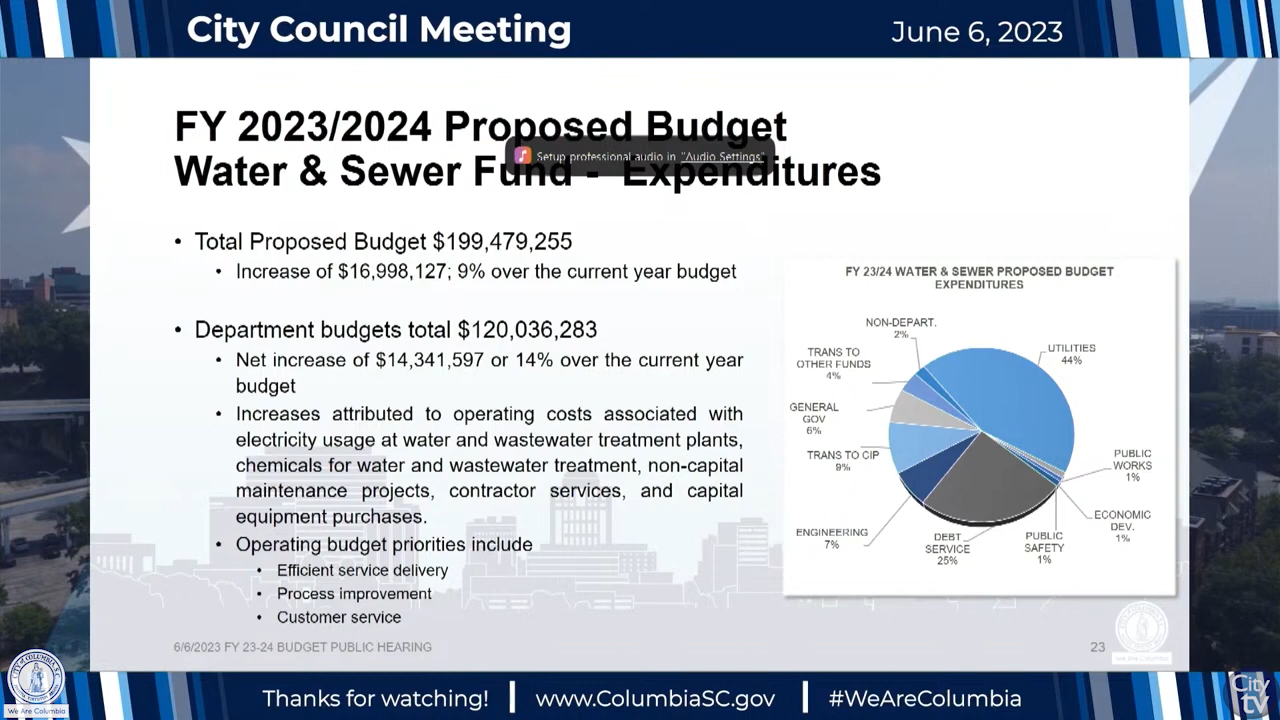 City Council Meeting
June 6, 2023
FY 2023/2024 Proposed Budget
Setup professional audio in "Audio Settings"
Water & Sewer Fund - Expenditures
• Total Proposed Budget $199,479,255
• Increase of $16,998,127; 9% over the current year budget
• Department budgets total $120,036,283
• Net increase of $14,341,597 or 14% over the current year
budget
• Increases attributed to operating costs associated with
electricity usage at water and wastewater treatment plants,
chemicals for water and wastewater treatment, non-capital
maintenance projects, contractor services, and capital
equipment purchases.
• Operating budget priorities include
• Efficient service delivery
• Process improvement
• Customer service
FY 23/24 WATER & SEWER PROPOSED BUDGET
EXPENDITURES
NON-DEPART.
2%
TRANS TO
OTHER FUNDS
4%
GENERAL
GOV
6%
TRANS TO CIP
9%
ENGINEERING
7%
DEBT
SERVICE
25%
PUBLIC
SAFETY
1%
ECONOMIC
DEV.
1%
PUBLIC
WORKS
1%
UTILITIES
44%
6/6/2023 FY 23-24 BUDGET PUBLIC HEARING
23
We Are Columbia
We Are Columbia
Thanks for watching!
www.ColumbiaSC.gov
#WeAreColumbia
City
tv